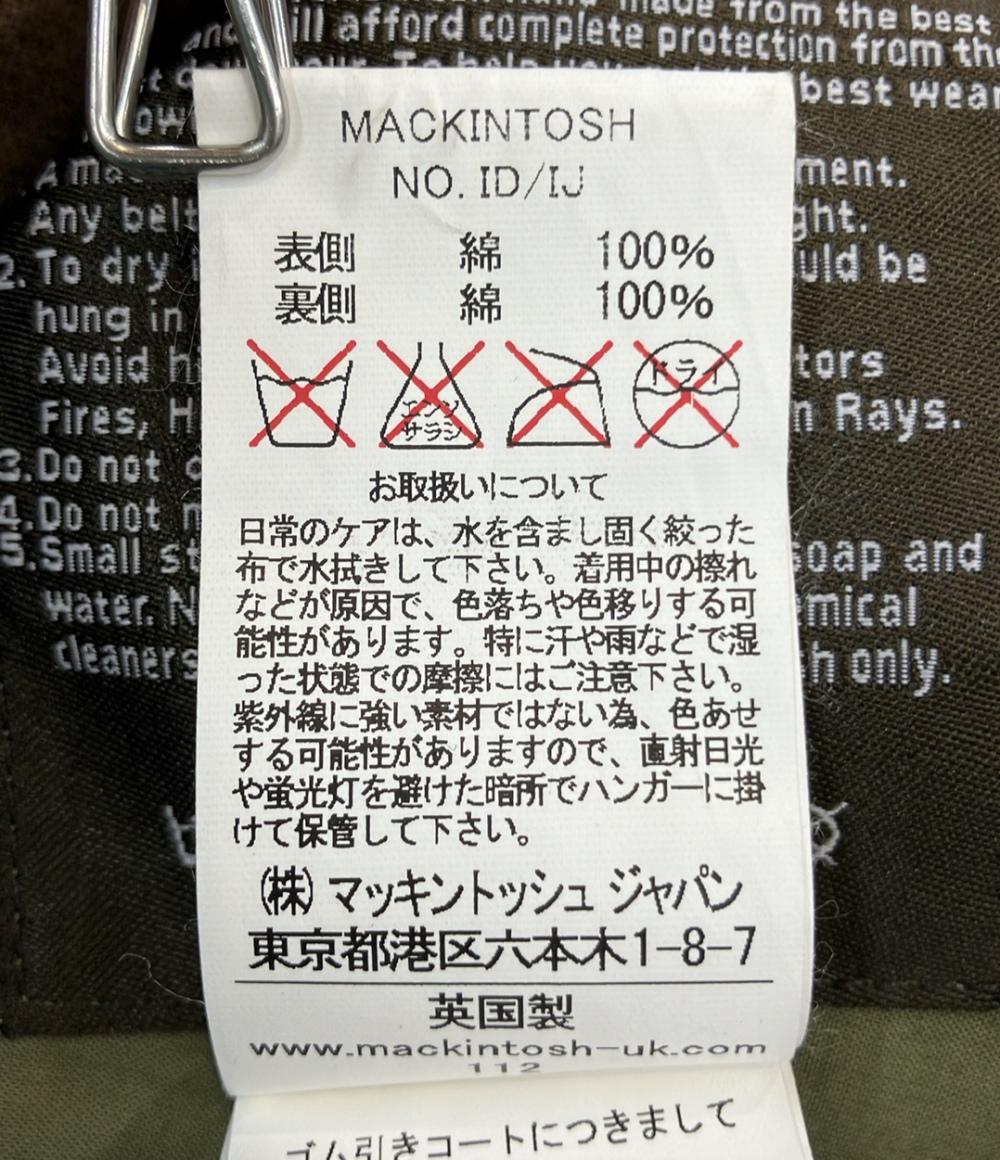 made from the best
and will afford complete protection from the
best wear
MACKINTOSH
NO. ID/IJ
ment.
Any belt
ght.
表側 綿 100%
2. To dry
uld be
裏側 綿 100%
hung in
Avoid h
tors
ドライ
エンソ
サラシ
Fires, H
n Rays.
3. Do not
お取扱いについて
4. Do not
日常のケアは、水を含まし固く絞った
5. Small st
soap and
布で水拭きして下さい。着用中の擦れ
water. N
mical
などが原因で、色落ちや色移りする可
能性があります。特に汗や雨などで湿
cleaners
h only.
った状態での摩擦にはご注意下さい。
紫外線に強い素材ではない為、色あせ
する可能性がありますので、直射日光
や蛍光灯を避けた暗所でハンガーに掛
けて保管して下さい。
㈱ マッキントッシュ ジャパン
東京都港区六本木1-8-7
英国製
www.mackintosh-uk.com
112
ゴム引きコートにつきまして